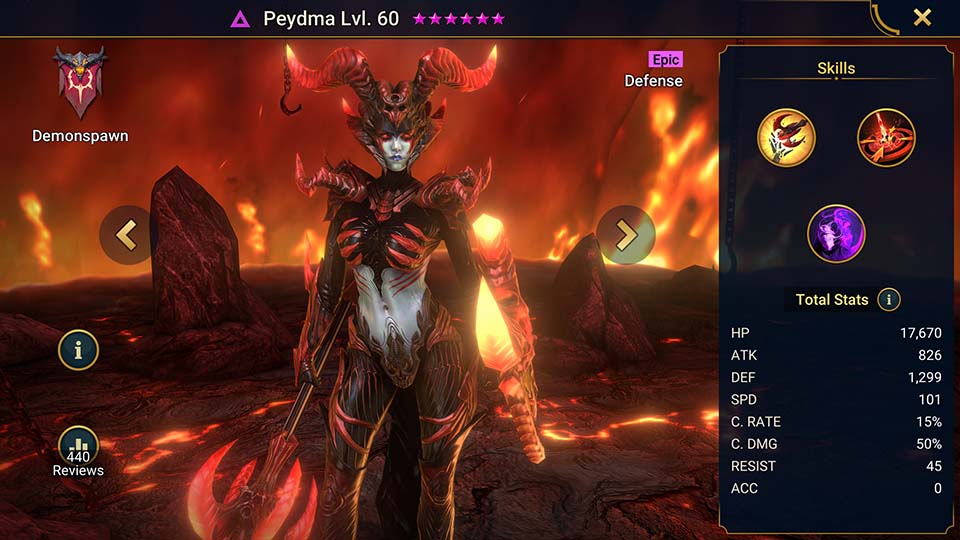 Peydma Lvl. 60
Epic
Defense
Demonspawn
440
Reviews
Skills
Total Stats
i
i
HP 17,670
ATK 826
DEF 1,299
SPD 101
C. RATE 15%
C. DMG 50%
RESIST 45
ACC 0